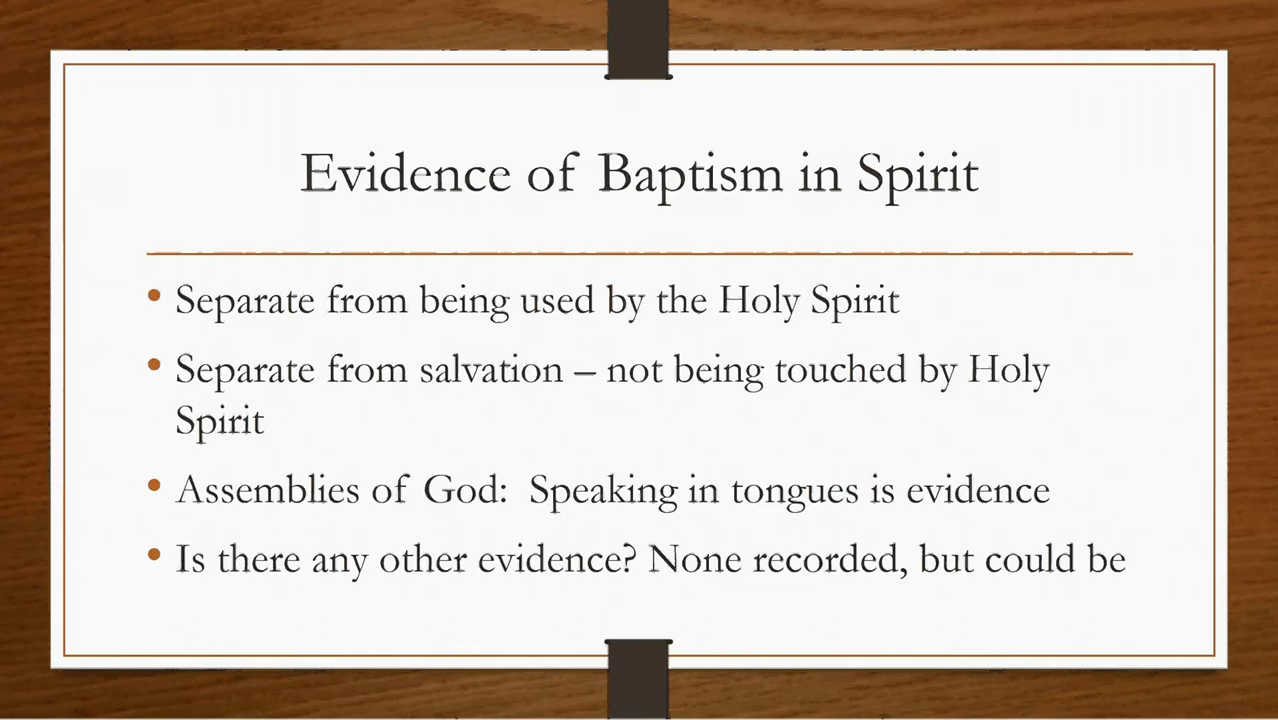 Evidence of Baptism in Spirit
• Separate from being used by the Holy Spirit
• Separate from salvation – not being touched by Holy
Spirit
• Assemblies of God:  Speaking in tongues is evidence
• Is there any other evidence? None recorded, but could be